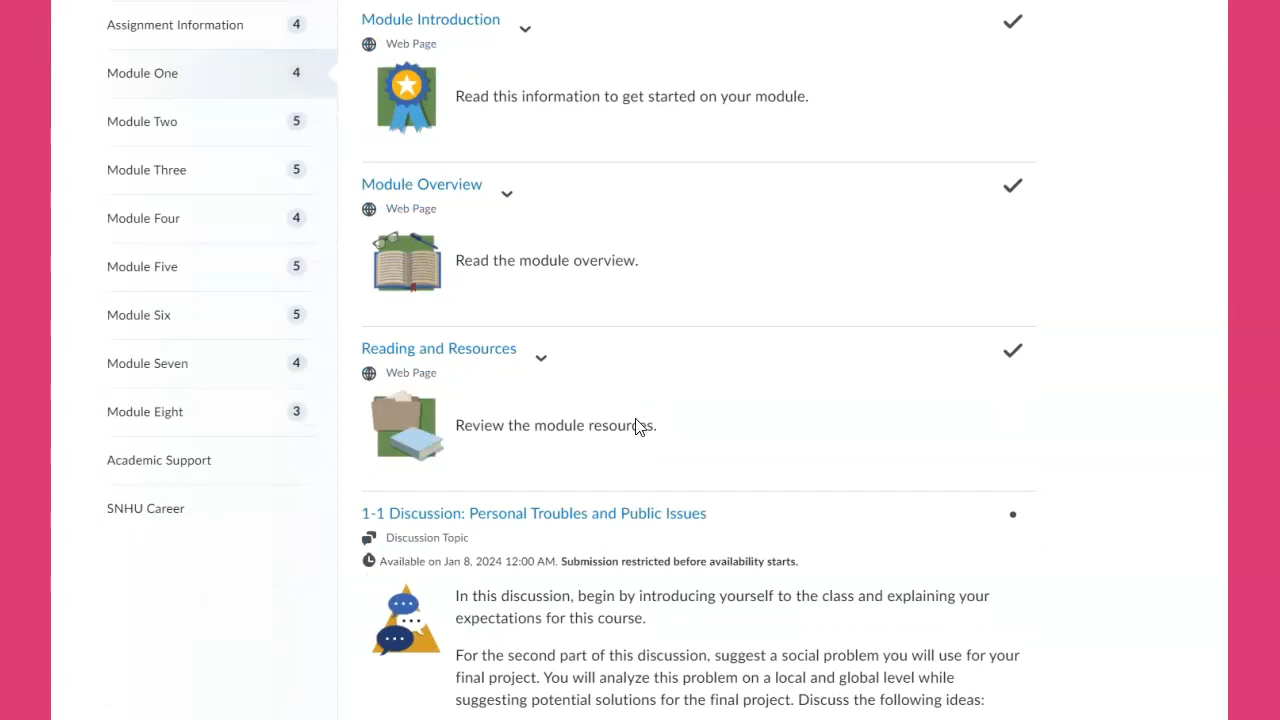 Assignment Information 4
Module One 4
Module Two 5
Module Three 5
Module Four 4
Module Five 5
Module Six 5
Module Seven 4
Module Eight 3
Academic Support
SNHU Career
Module Introduction
Web Page
Read this information to get started on your module.
Module Overview
Web Page
Read the module overview.
Reading and Resources
Web Page
Review the module resources.
1-1 Discussion: Personal Troubles and Public Issues
Discussion Topic
Available on Jan 8, 2024 12:00 AM. Submission restricted before availability starts.
In this discussion, begin by introducing yourself to the class and explaining your
expectations for this course.
For the second part of this discussion, suggest a social problem you will use for your
final project. You will analyze this problem on a local and global level while
suggesting potential solutions for the final project. Discuss the following ideas: